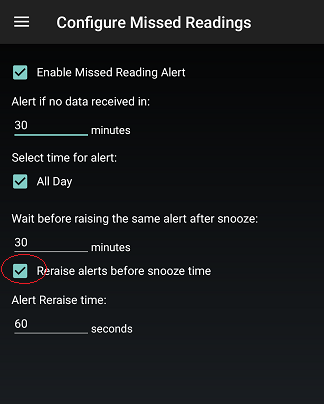 Configure Missed Readings
Enable Missed Reading Alert
Alert if no data received in:
30 minutes
Select time for alert:
All Day
Wait before raising the same alert after snooze:
30 minutes
Reraise alerts before snooze time
Alert Reraise time:
60 seconds